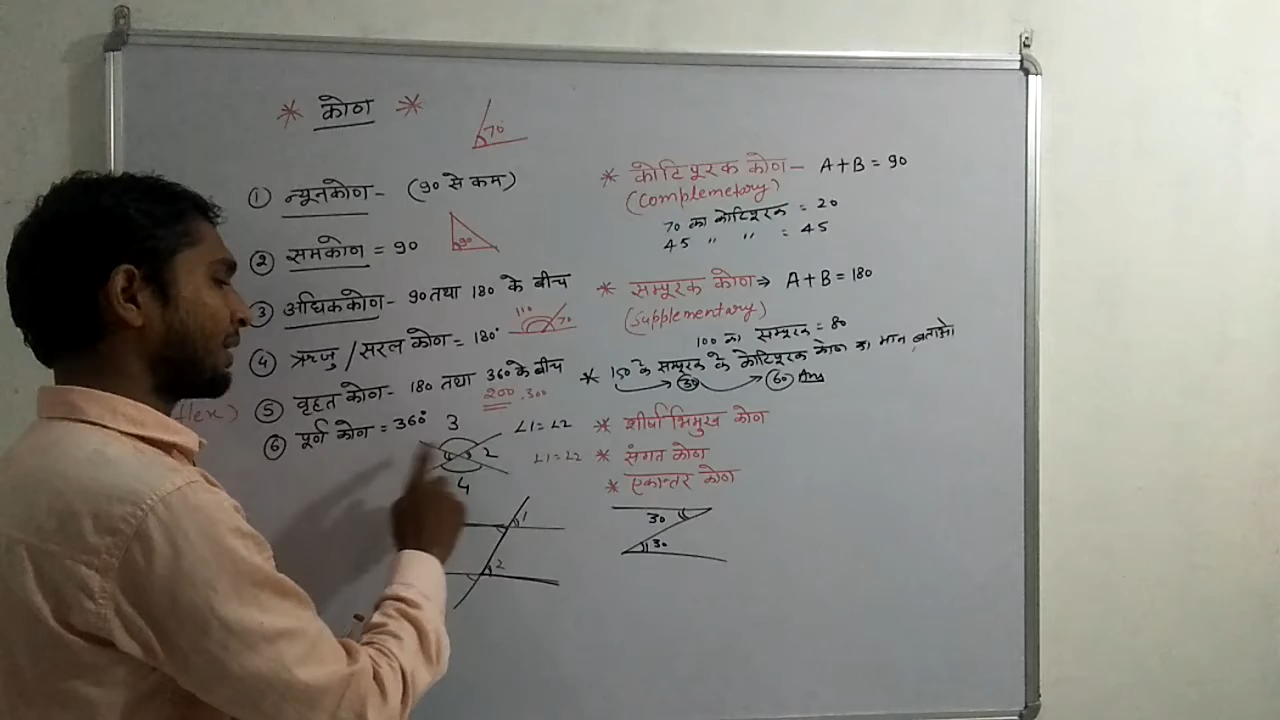 * कोण *
70°
① न्यूनकोण - (90 से कम)
② समकोण = 90
90
③ अधिककोण - 90 तथा 180 के बीच
110 70
④ ऋजु / सरल कोण = 180°
⑤ वृहत कोण - 180 तथा 360 के बीच
flex)
200, 300
⑥ पूर्ण कोण = 360°
3
2
4
∠1 = ∠2
∠1 = ∠2
1
2
* कोटिपूरक कोण - A + B = 90
(Complemetory)
70 का कोटिपूरक = 20
45 " " = 45
* सम्पूरक कोण ⇒ A + B = 180
(Supplementary)
100 का सम्पूरक = 80
* 150 के सम्पूरक के कोटिपूरक कोण का मान बताओ
30 60 Ans
* शीर्षाभिमुख कोण
* संगत कोण
* एकान्तर कोण
30
30